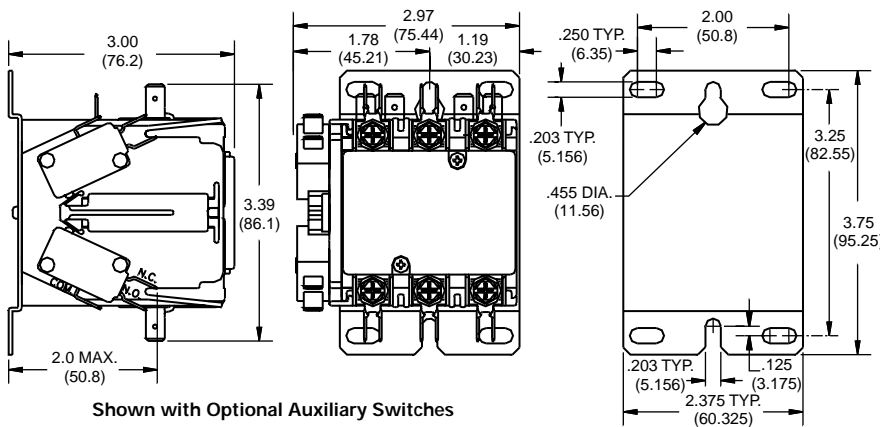 3.00
(76.2)
3.39
(86.1)
N.C.
COM
N.O.
2.0 MAX.
(50.8)
2.97
(75.44)
1.78
(45.21)
1.19
(30.23)
.250 TYP.
(6.35)
2.00
(50.8)
.203 TYP.
(5.156)
.455 DIA.
(11.56)
3.25
(82.55)
3.75
(95.25)
.203 TYP.
(5.156)
.125
(3.175)
2.375 TYP.
(60.325)
Shown with Optional Auxiliary Switches